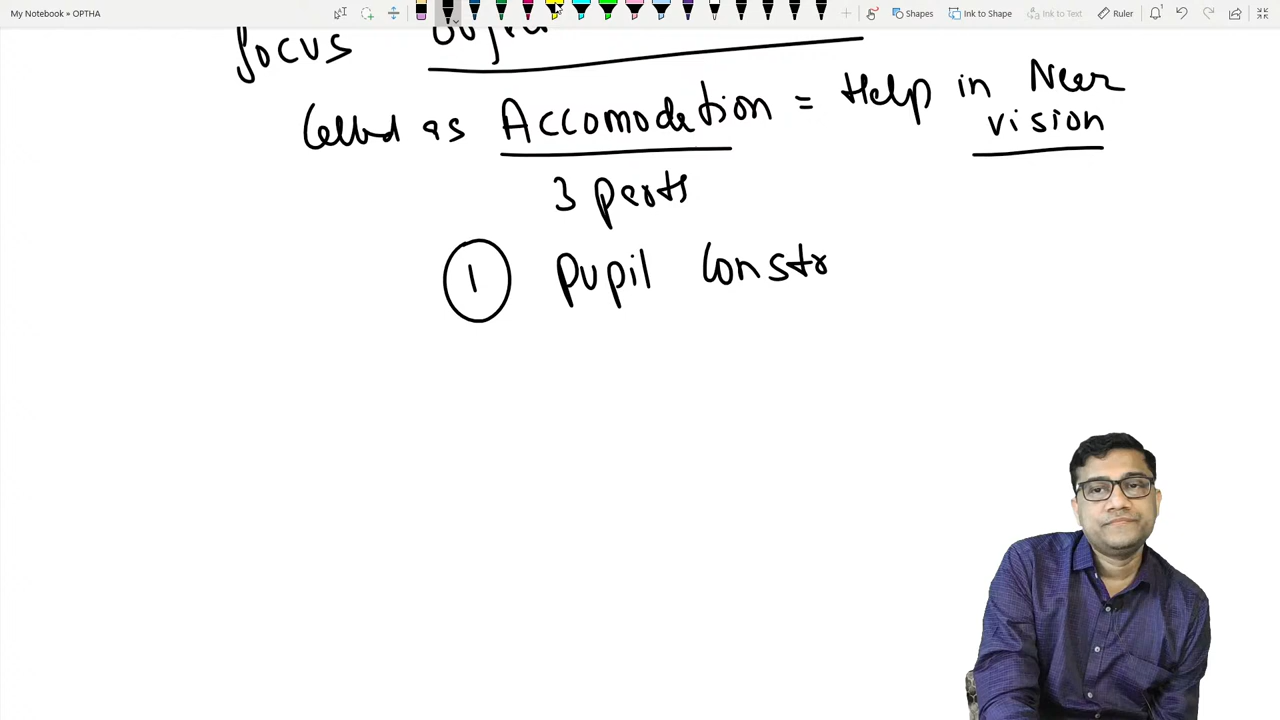 My Notebook » OPTHA
Shapes
Ink to Shape
Ink to Text
Ruler
focus
Called as Accomodation = Help in Near
vision
3 parts
1 Pupil Constr